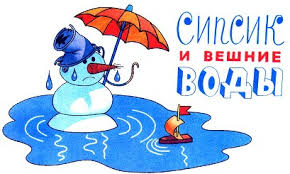 Сипсик
и вешние
воды